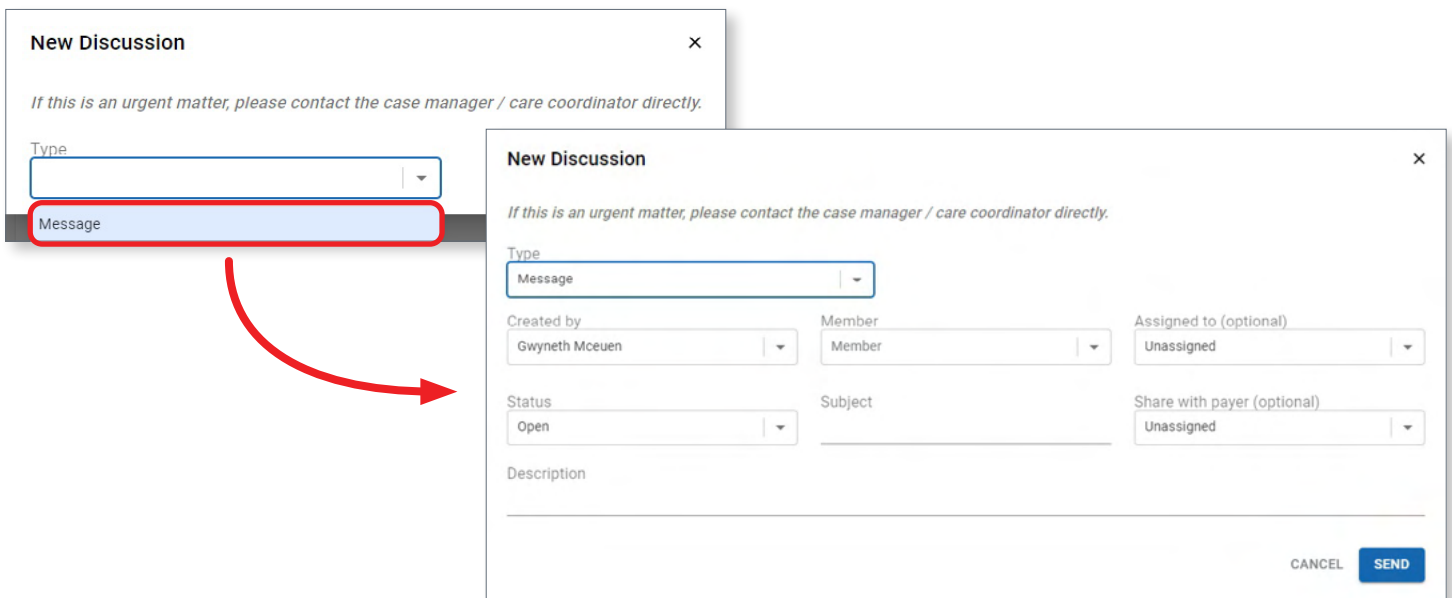 New Discussion
×
If this is an urgent matter, please contact the case manager / care coordinator directly.
Type
Message
New Discussion
×
If this is an urgent matter, please contact the case manager / care coordinator directly.
Type
Message
Created by Member Assigned to (optional)
Gwyneth Mceuen Member Unassigned
Status Subject Share with payer (optional)
Open Unassigned
Description
CANCEL SEND